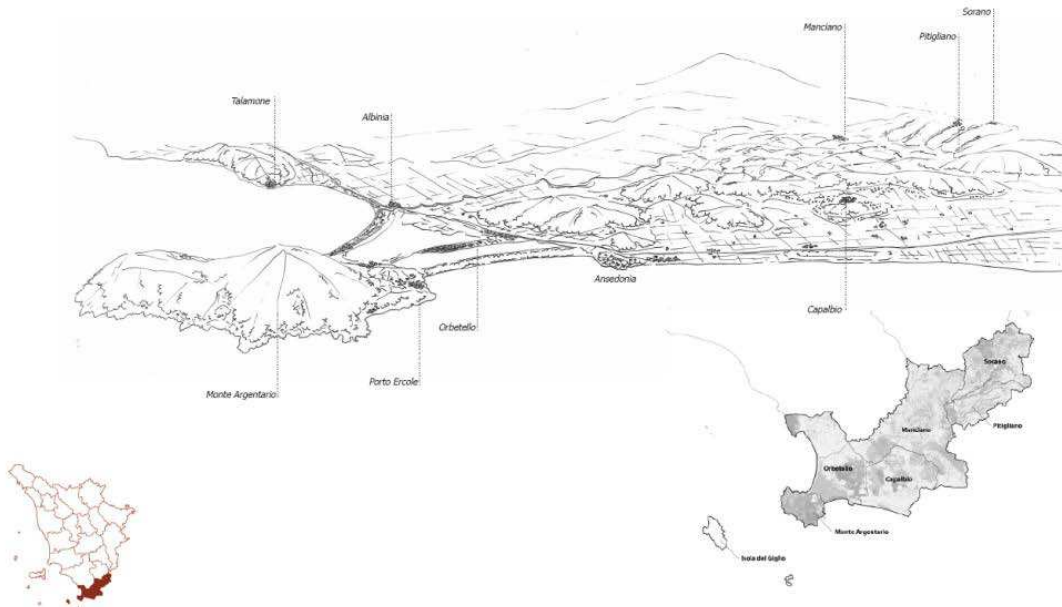 Sorano
Manciano
Pitigliano
Talamone
Albinia
Ansedonia
Capalbio
Orbetello
Porto Ercole
Monte Argentario
Sorano
Pitigliano
Manciano
Orbetello
Capalbio
Monte Argentario
Isola del Giglio